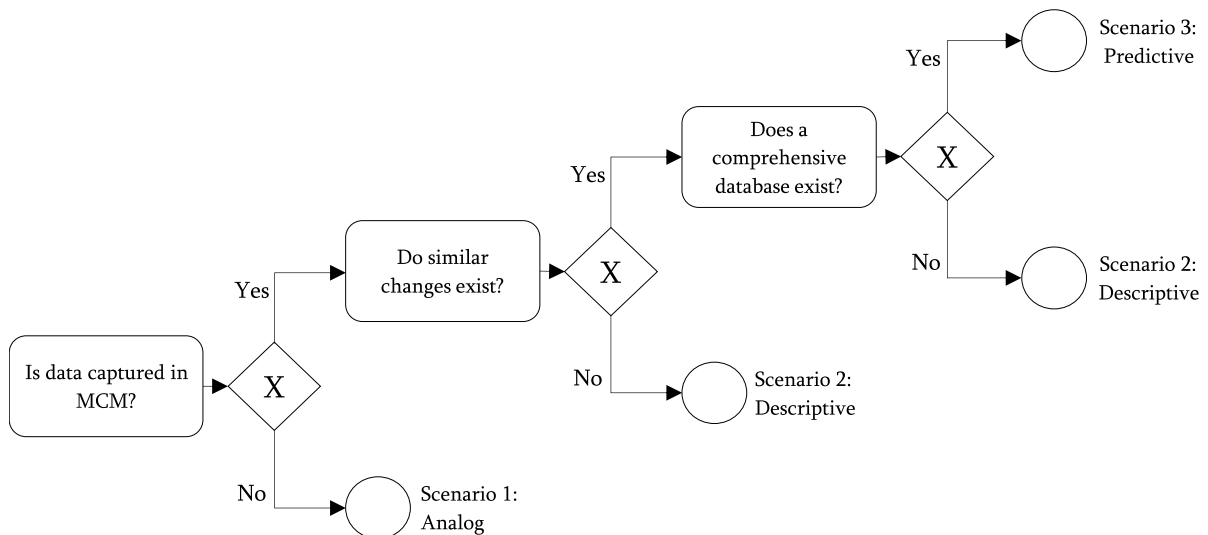 Is data captured in
MCM?
X
Yes
No
Scenario 1:
Analog
Do similar
changes exist?
X
Yes
No
Scenario 2:
Descriptive
Does a
comprehensive
database exist?
X
Yes
No
Scenario 3:
Predictive
Scenario 2:
Descriptive